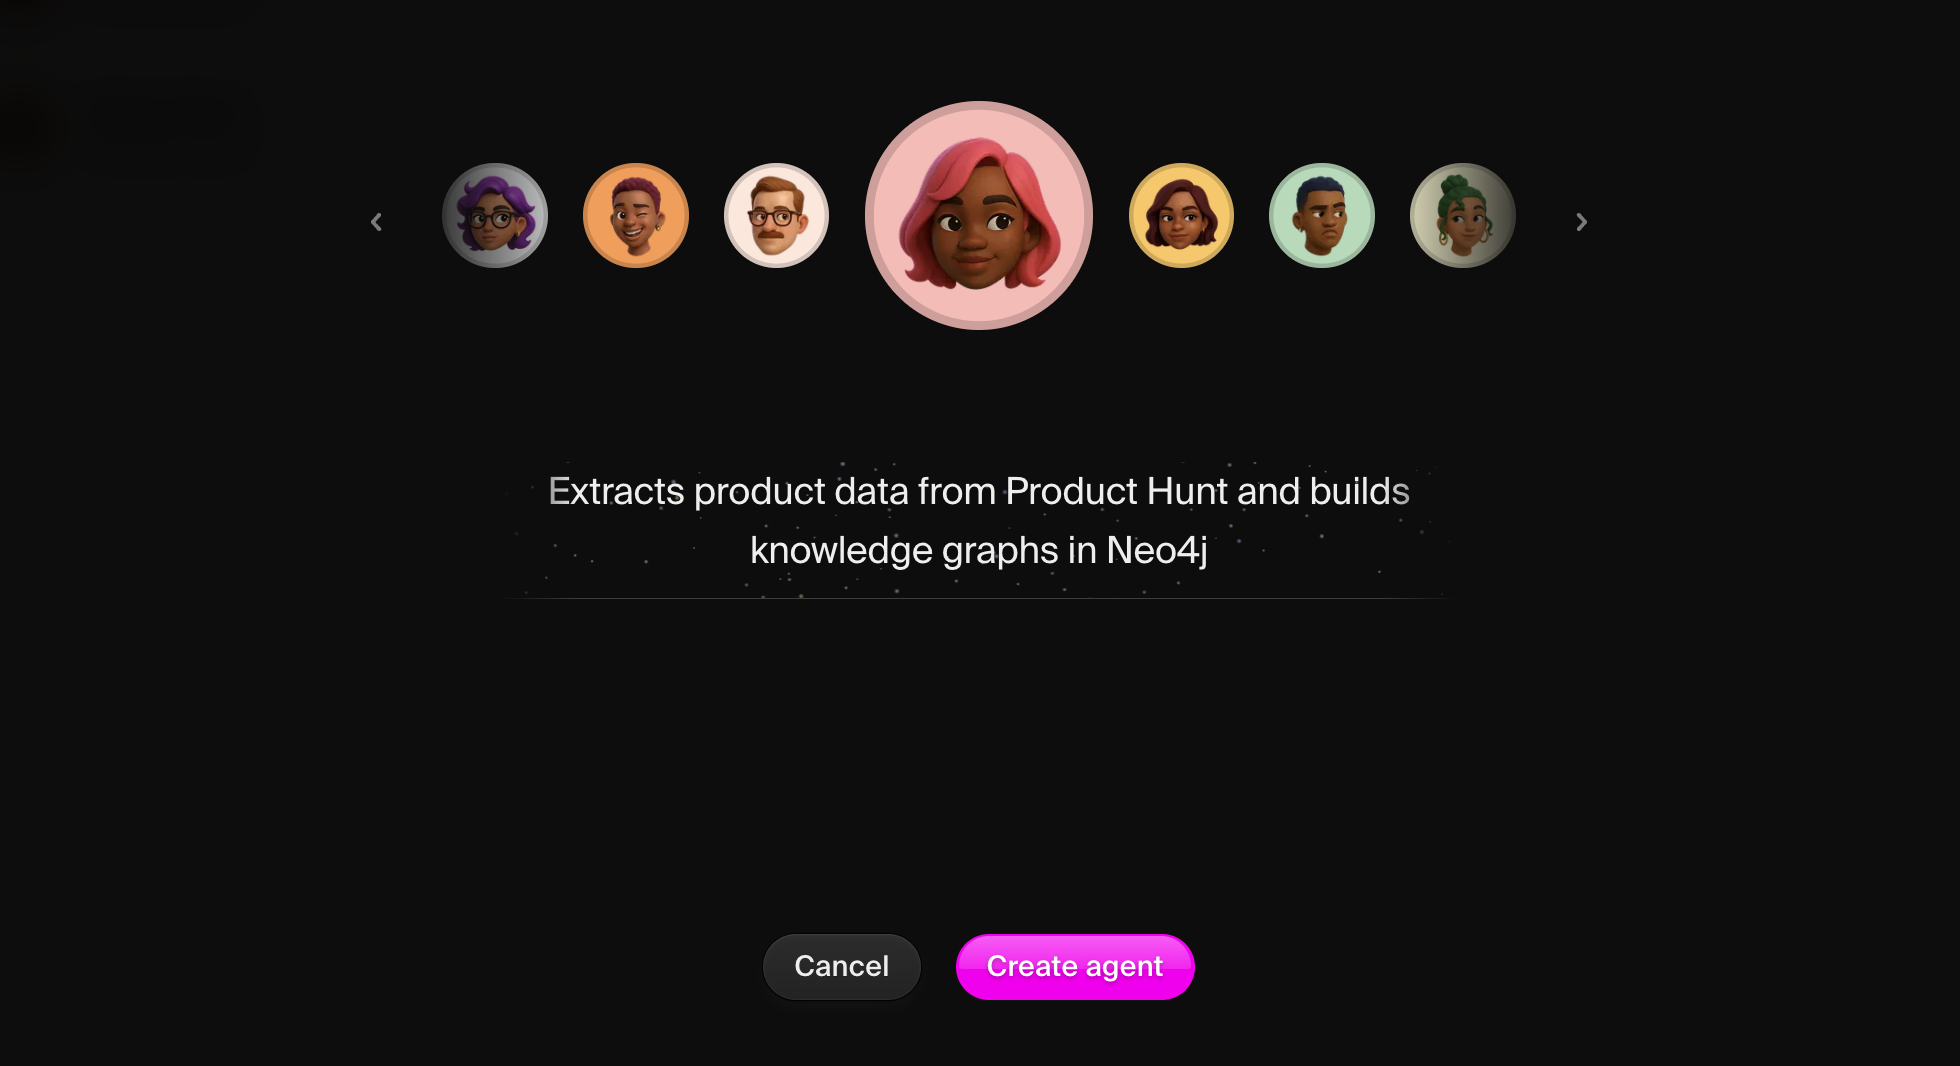 Extracts product data from Product Hunt and builds
knowledge graphs in Neo4j
Cancel
Create agent